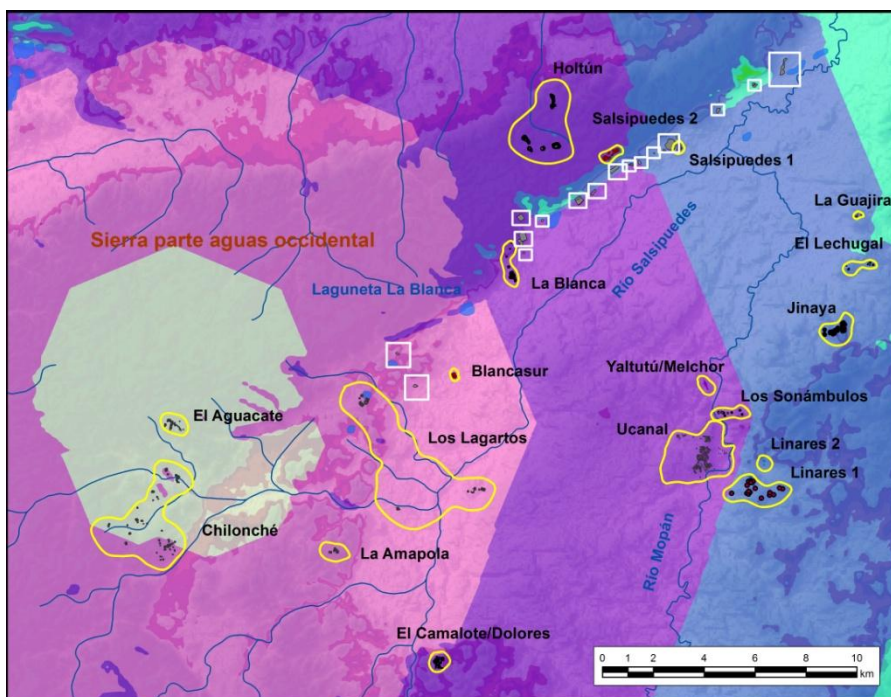 Holtún
Salsipuedes 2
Salsipuedes 1
La Guajira
Sierra parte aguas occidental
El Lechugal
Río Salsipuedes
Laguneta La Blanca
La Blanca
Jinaya
Blancasur
Yaltutú/Melchor
Los Sonámbulos
El Aguacate
Los Lagartos
Ucanal
Linares 2
Linares 1
Chilonché
La Amapola
Río Mopán
El Camalote/Dolores
0 1 2 4 6 8 10
km